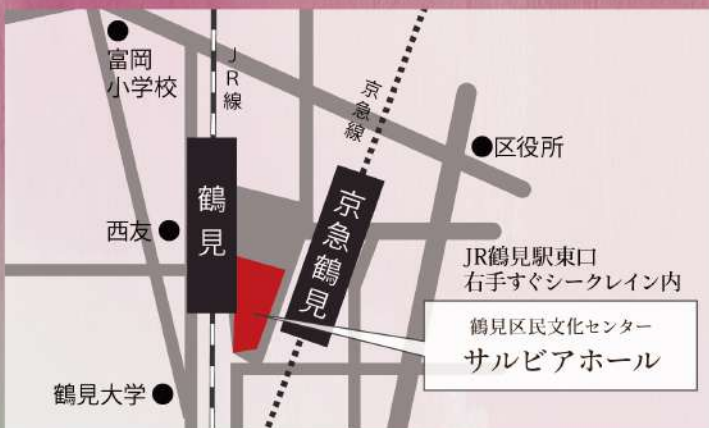 富岡
小学校
JR線
京急線
区役所
鶴見
西友
京急鶴見
JR鶴見駅東口
右手すぐシークレイン内
鶴見区民文化センター
サルビアホール
鶴見大学